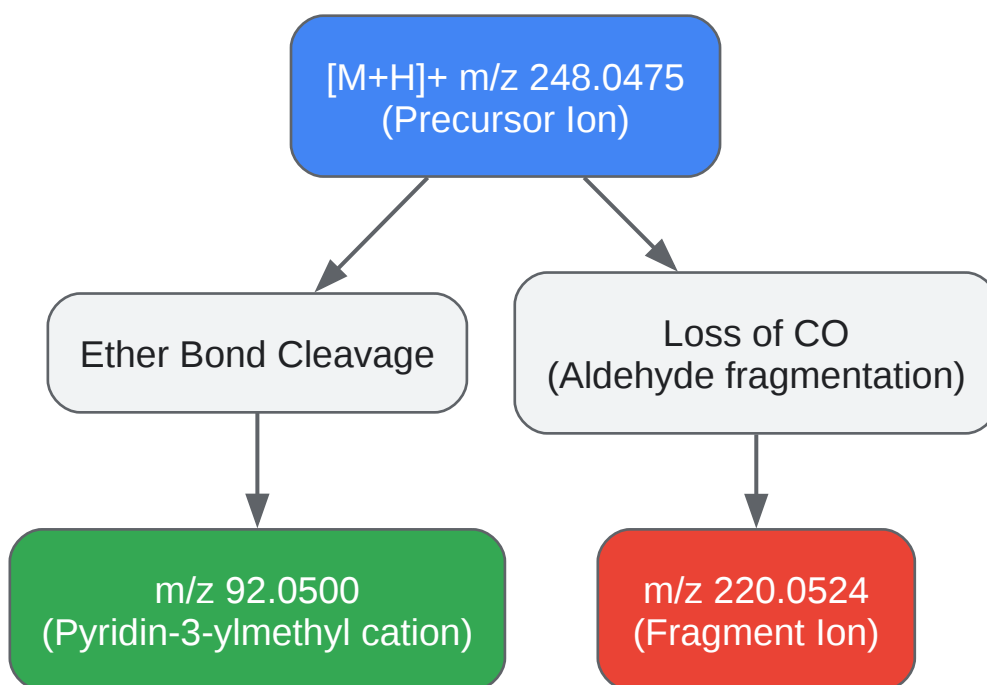 [M+H]+ m/z 248.0475
(Precursor Ion)
Ether Bond Cleavage
Loss of CO
(Aldehyde fragmentation)
m/z 92.0500
(Pyridin-3-ylmethyl cation)
m/z 220.0524
(Fragment Ion)